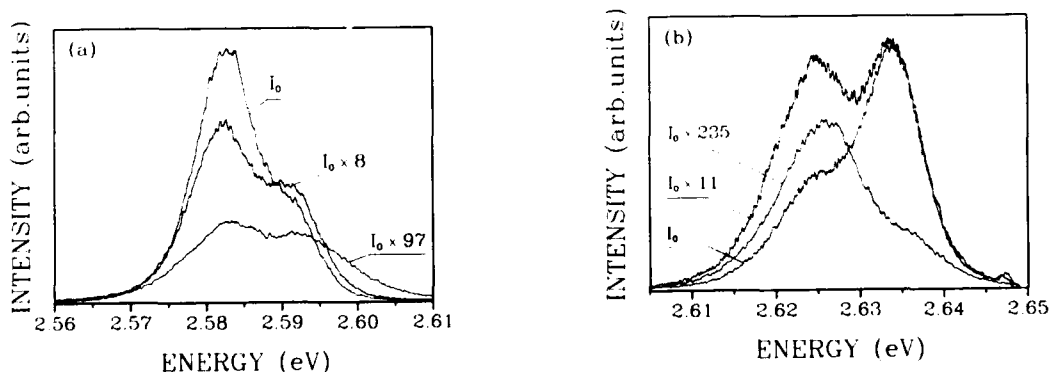 (a)
I₀
I₀ × 8
I₀ × 97
INTENSITY (arb.units)
2.56 2.57 2.58 2.59 2.60 2.61
ENERGY (eV)
(b)
I₀ × 235
I₀ × 11
I₀
INTENSITY (arb.units)
2.61 2.62 2.63 2.64 2.65
ENERGY (eV)